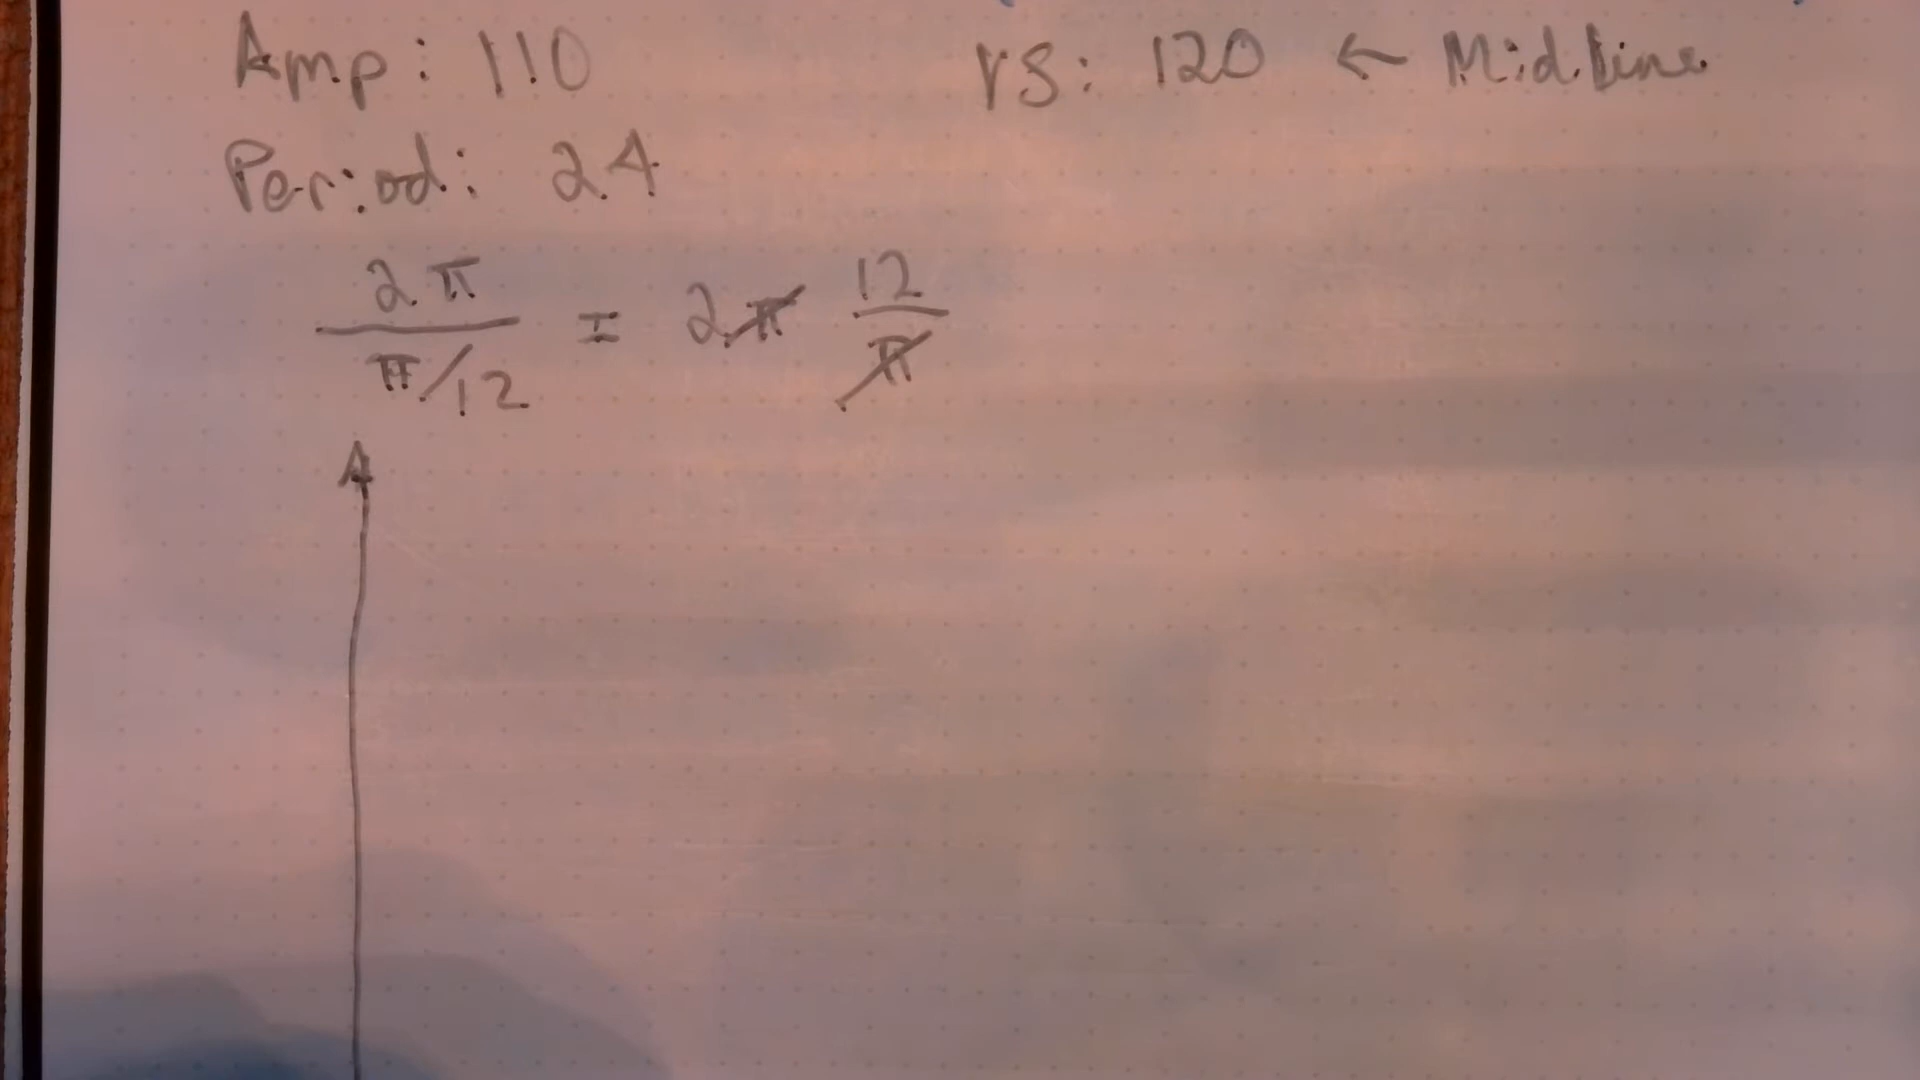 Amp: 110
VS: 120 ← Midline
Period: 24
2π / π/12 = 2π 12/π